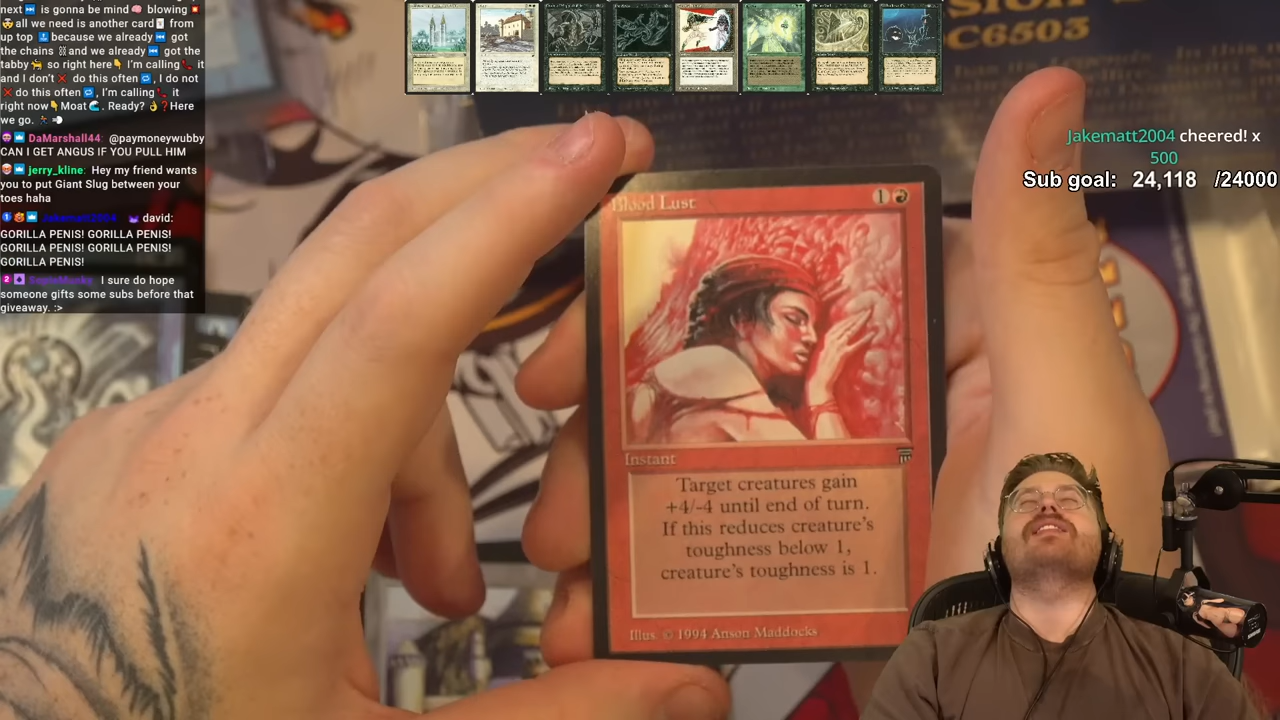 next ➡️ is gonna be mind 🧠 blowing 💥
🤯 all we need is another card🎴 from
up top ⬆️ because we already ⏭️ got
the chains ⛓️and we already ⏭️ got the
tabby🐈 so right here👇 I'm calling📞 it
and I don't❌ do this often🔁, I do not
❌ do this often🔁, I'm calling📞 it
right now👇Moat🌊. Ready?👌❓Here
we go. 🏃💨
DaMarshall44: @paymoneywubby
CAN I GET ANGUS IF YOU PULL HIM
jerry_kline: Hey my friend wants
you to put Giant Slug between your
toes haha
Jakematt2004 david:
GORILLA PENIS! GORILLA PENIS!
GORILLA PENIS! GORILLA PENIS!
GORILLA PENIS!
I sure do hope
someone gifts some subs before that
giveaway. :>
C6503
Jakematt2004 cheered! x
500
Sub goal: 24,118 /24000
Blood Lust 1
Instant
Target creatures gain
+4/-4 until end of turn.
If this reduces creature's
toughness below 1,
creature's toughness is 1.
Illus. © 1994 Anson Maddocks